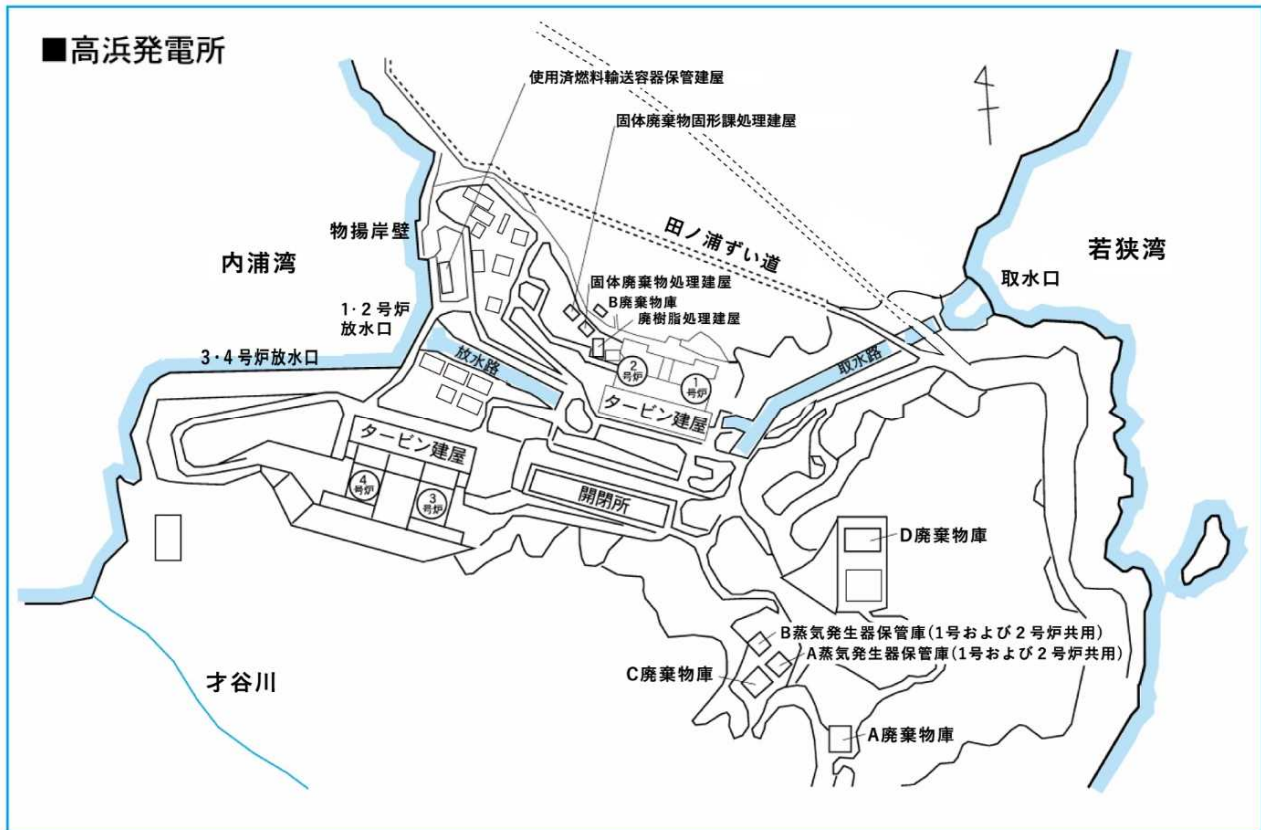 ■高浜発電所
使用済燃料輸送容器保管建屋
固体廃棄物固形課処理建屋
田ノ浦ずい道
物揚岸壁
内浦湾
若狭湾
取水口
固体廃棄物処理建屋
B廃棄物庫
廃樹脂処理建屋
1・2号炉
放水口
3・4号炉放水口
放水路
取水路
2
号炉
1
号炉
タービン建屋
タービン建屋
4
号炉
3
号炉
開閉所
D廃棄物庫
B蒸気発生器保管庫(1号および2号炉共用)
A蒸気発生器保管庫(1号および2号炉共用)
C廃棄物庫
才谷川
A廃棄物庫